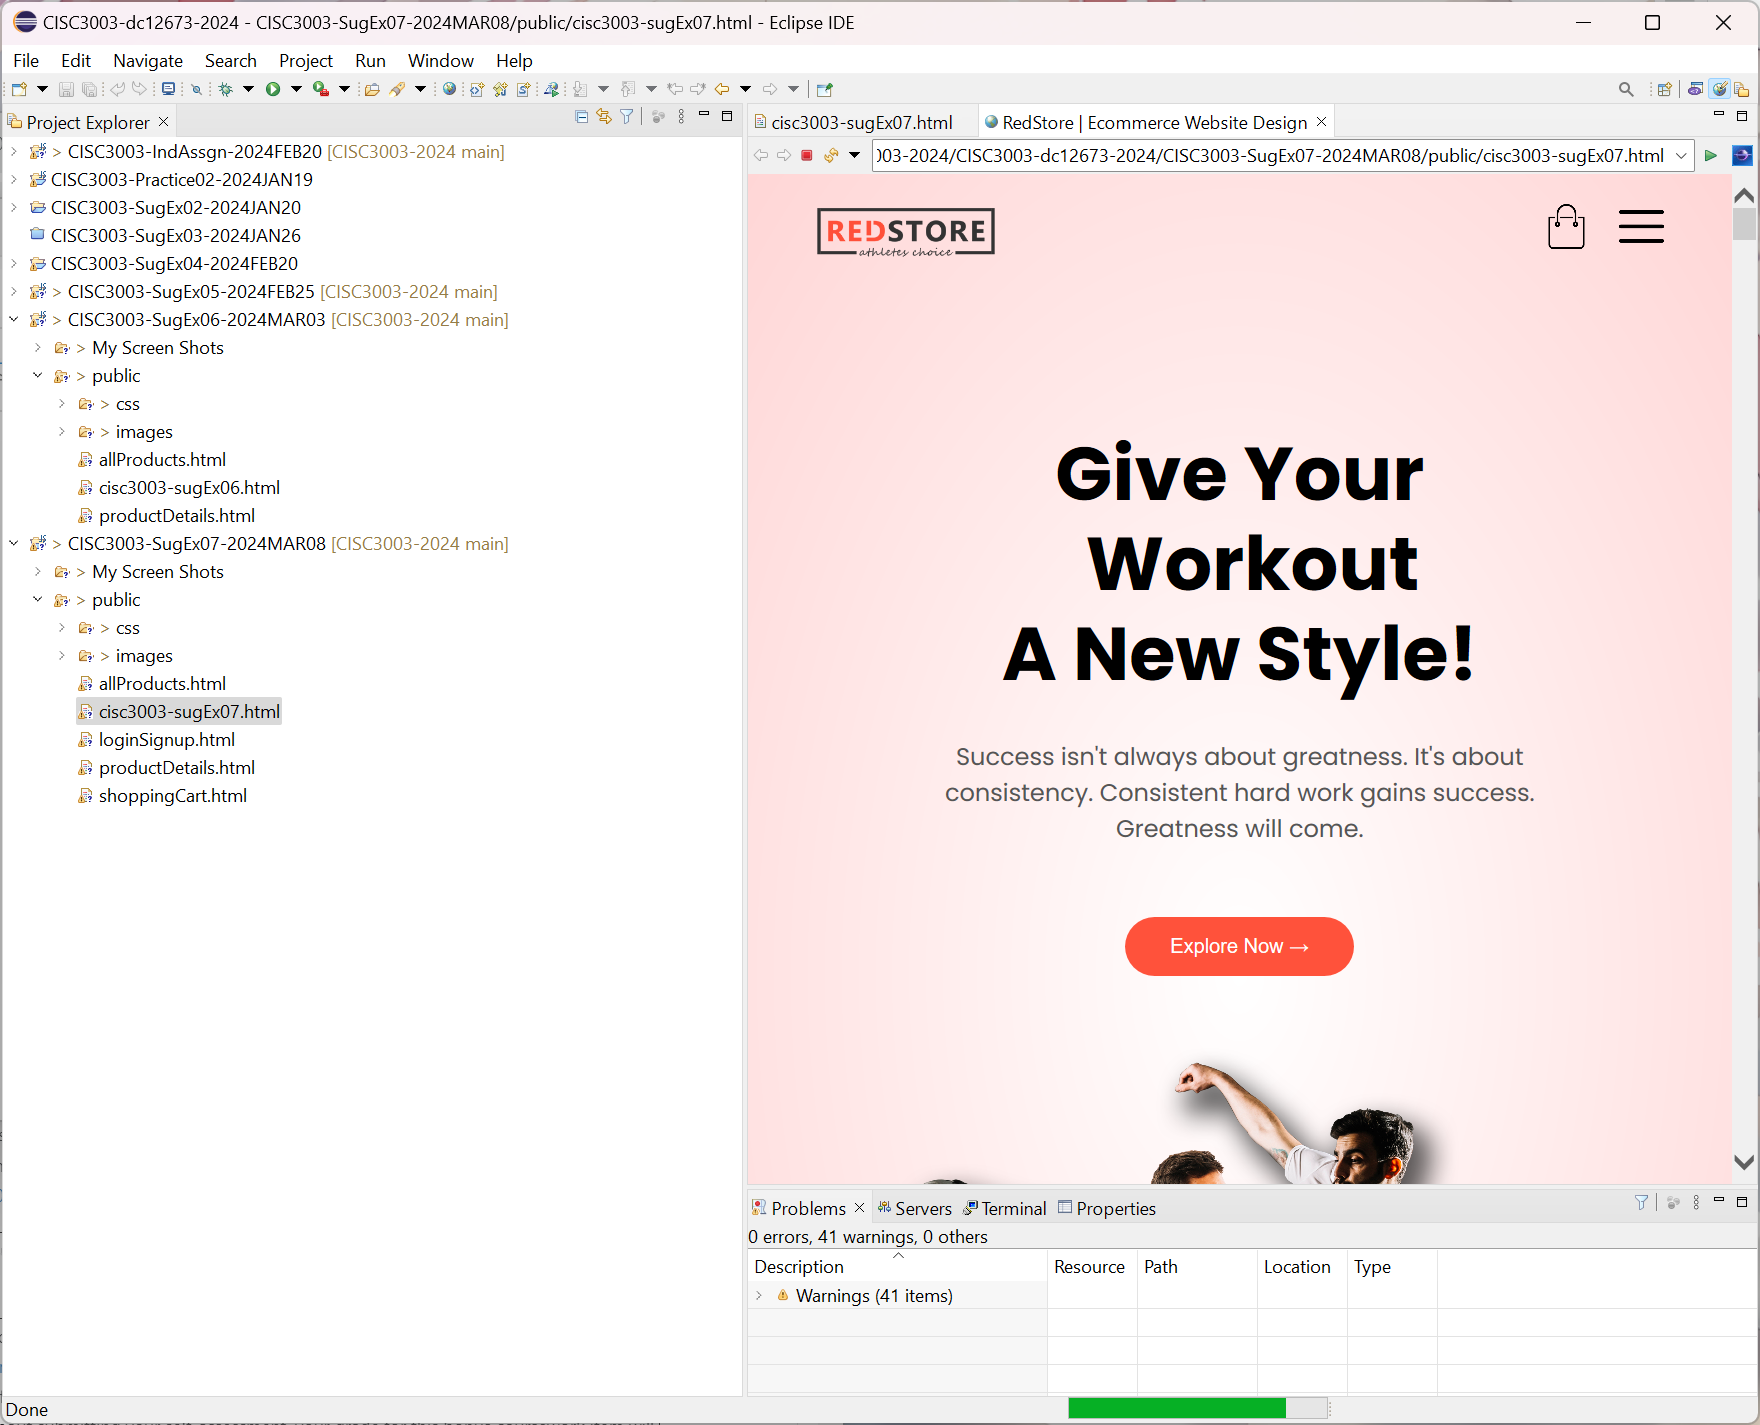 CISC3003-dc12673-2024 - CISC3003-SugEx07-2024MAR08/public/cisc3003-sugEx07.html - Eclipse IDE
File Edit Navigate Search Project Run Window Help
Project Explorer
> CISC3003-IndAssgn-2024FEB20 [CISC3003-2024 main]
CISC3003-Practice02-2024JAN19
CISC3003-SugEx02-2024JAN20
CISC3003-SugEx03-2024JAN26
CISC3003-SugEx04-2024FEB20
> CISC3003-SugEx05-2024FEB25 [CISC3003-2024 main]
> CISC3003-SugEx06-2024MAR03 [CISC3003-2024 main]
> My Screen Shots
> public
> css
> images
allProducts.html
cisc3003-sugEx06.html
productDetails.html
> CISC3003-SugEx07-2024MAR08 [CISC3003-2024 main]
> My Screen Shots
> public
> css
> images
allProducts.html
cisc3003-sugEx07.html
loginSignup.html
productDetails.html
shoppingCart.html
cisc3003-sugEx07.html
RedStore | Ecommerce Website Design
003-2024/CISC3003-dc12673-2024/CISC3003-SugEx07-2024MAR08/public/cisc3003-sugEx07.html
REDSTORE
athletes choice
Give Your
Workout
A New Style!
Success isn't always about greatness. It's about
consistency. Consistent hard work gains success.
Greatness will come.
Explore Now →
Problems Servers Terminal Properties
0 errors, 41 warnings, 0 others
Description Resource Path Location Type
Warnings (41 items)
Done